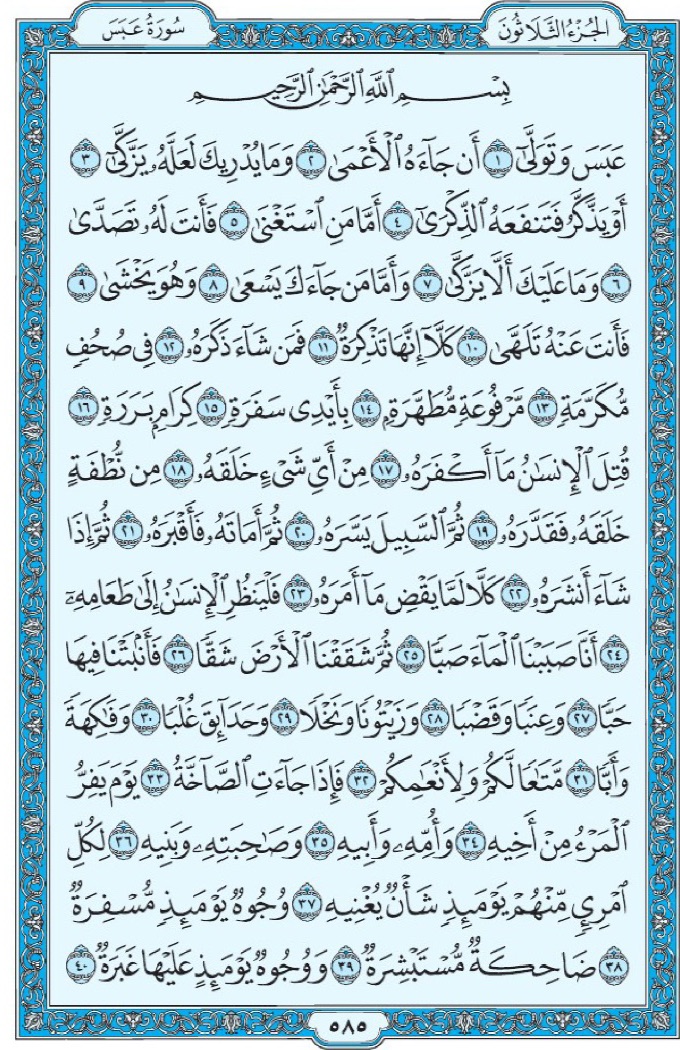 الجُزْءُ الثَّلَاثُونَ
سُورَةُ عَبَسَ
بِسْمِ ٱللَّهِ ٱلرَّحْمَٰنِ ٱلرَّحِيمِ
عَبَسَ وَتَوَلَّىٰٓ ١ أَن جَآءَهُ ٱلْأَعْمَىٰ ٢ وَمَا يُدْرِيكَ لَعَلَّهُۥ يَزَّكَّىٰٓ ٣
أَوْ يَذَّكَّرُ فَتَنفَعَهُ ٱلذِّكْرَىٰٓ ٤ أَمَّا مَنِ ٱسْتَغْنَىٰ ٥ فَأَنتَ لَهُۥ تَصَدَّىٰ
٦ وَمَا عَلَيْكَ أَلَّا يَزَّكَّىٰ ٧ وَأَمَّا مَن جَآءَكَ يَسْعَىٰ ٨ وَهُوَ يَخْشَىٰ ٩
فَأَنتَ عَنْهُ تَلَهَّىٰ ١٠ كَلَّآ إِنَّهَا تَذْكِرَةٌ ١١ فَمَن شَآءَ ذَكَرَهُۥ ١٢ فِى صُحُفٍ
مُّكَرَّمَةٍ ١٣ مَّرْفُوعَةٍ مُّطَهَّرَةٍۭ ١٤ بِأَيْدِى سَفَرَةٍ ١٥ كِرَامٍۭ بَرَرَةٍ ١٦
قُتِلَ ٱلْإِنسَٰنُ مَآ أَكْفَرَهُۥ ١٧ مِنْ أَىِّ شَىْءٍ خَلَقَهُۥ ١٨ مِن نُّطْفَةٍ
خَلَقَهُۥ فَقَدَّرَهُۥ ١٩ ثُمَّ ٱلسَّبِيلَ يَسَّرَهُۥ ٢٠ ثُمَّ أَمَاتَهُۥ فَأَقْبَرَهُۥ ٢١ ثُمَّ إِذَا
شَآءَ أَنشَرَهُۥ ٢٢ كَلَّا لَمَّا يَقْضِ مَآ أَمَرَهُۥ ٢٣ فَلْيَنظُرِ ٱلْإِنسَٰنُ إِلَىٰ طَعَامِهِۦٓ
٢٤ أَنَّا صَبَبْنَا ٱلْمَآءَ صَبًّا ٢٥ ثُمَّ شَقَقْنَا ٱلْأَرْضَ شَقًّا ٢٦ فَأَنۢبَتْنَا فِيهَا
حَبًّا ٢٧ وَعِنَبًا وَقَضْبًا ٢٨ وَزَيْتُونًا وَنَخْلًا ٢٩ وَحَدَآئِقَ غُلْبًا ٣٠ وَفَٰكِهَةً
وَأَبًّا ٣١ مَّتَٰعًا لَّكُمْ وَلِأَنْعَٰمِكُمْ ٣٢ فَإِذَا جَآءَتِ ٱلصَّآخَّةُ ٣٣ يَوْمَ يَفِرُّ
ٱلْمَرْءُ مِنْ أَخِيهِ ٣٤ وَأُمِّهِۦ وَأَبِيهِ ٣٥ وَصَٰحِبَتِهِۦ وَبَنِيهِ ٣٦ لِكُلِّ
ٱمْرِئٍ مِّنْهُمْ يَوْمَئِذٍ شَأْنٌ يُغْنِيهِ ٣٧ وُجُوهٌ يَوْمَئِذٍ مُّسْفِرَةٌ
٣٨ ضَاحِكَةٌ مُّسْتَبْشِرَةٌ ٣٩ وَوُجُوهٌ يَوْمَئِذٍ عَلَيْهَا غَبَرَةٌ ٤٠
٥٨٥